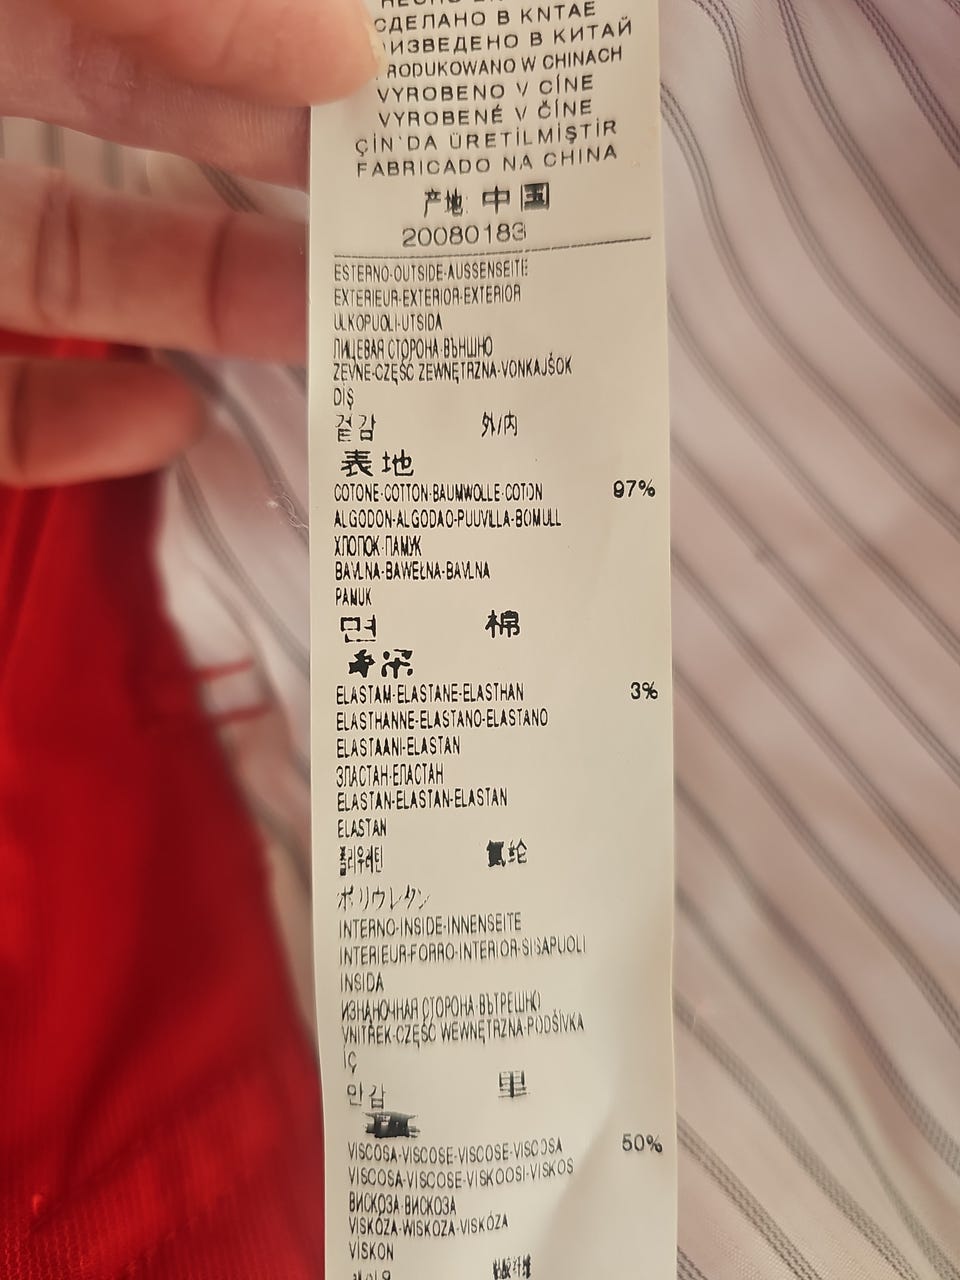 СДЕЛАНО В KNTAE
ИЗВЕДЕНО В КИТАЙ
RODUKOWANO W CHINACH
VYROBENO V CÍNE
VYROBENÉ V ČÍNE
ÇIN'DA ÜRETİLMİŞTİR
FABRICADO NA CHINA
产地 中国
20080183
ESTERNO-OUTSIDE-AUSSENSEITE
EXTERIEUR-EXTERIOR-EXTERIOR
ULKOPUOLI-UTSIDA
ЛИЦЕВАЯ СТОРОНА-ВЪНШНО
ZEVNE-CZĘŚĆ ZEWNĘTRZNA-VONKAJŠOK
DIŞ
겉감 外/内
表地
COTONE-COTTON-BAUMWOLLE-COTON 97%
ALGODON-ALGODAO-PUUVILLA-BOMULL
ХЛОПОК-ПАМУК
BAVLNA-BAWEŁNA-BAVLNA
PAMUK
면 棉
ELASTAM-ELASTANE-ELASTHAN 3%
ELASTHANNE-ELASTANO-ELASTANO
ELASTAANI-ELASTAN
ЭЛАСТАН-ЕЛАСТАН
ELASTAN-ELASTAN-ELASTAN
ELASTAN
폴리우레틴 氨纶
ポリウレタン
INTERNO-INSIDE-INNENSEITE
INTERIEUR-FORRO-INTERIOR-SISAPUOLI
INSIDA
ИЗНАНОЧНАЯ СТОРОНА-ВЪТРЕШНО
VNITŘEK-CZĘŚĆ WEWNĘTRZNA-PODŠÍVKA
İÇ
안감 里
VISCOSA-VISCOSE-VISCOSE-VISCOSA 50%
VISCOSA-VISCOSE-VISKOOSI-VISKOS
ВИСКОЗА-ВИСКОЗА
VISKÓZA-WISKOZA-VISKÓZA
VİSKON